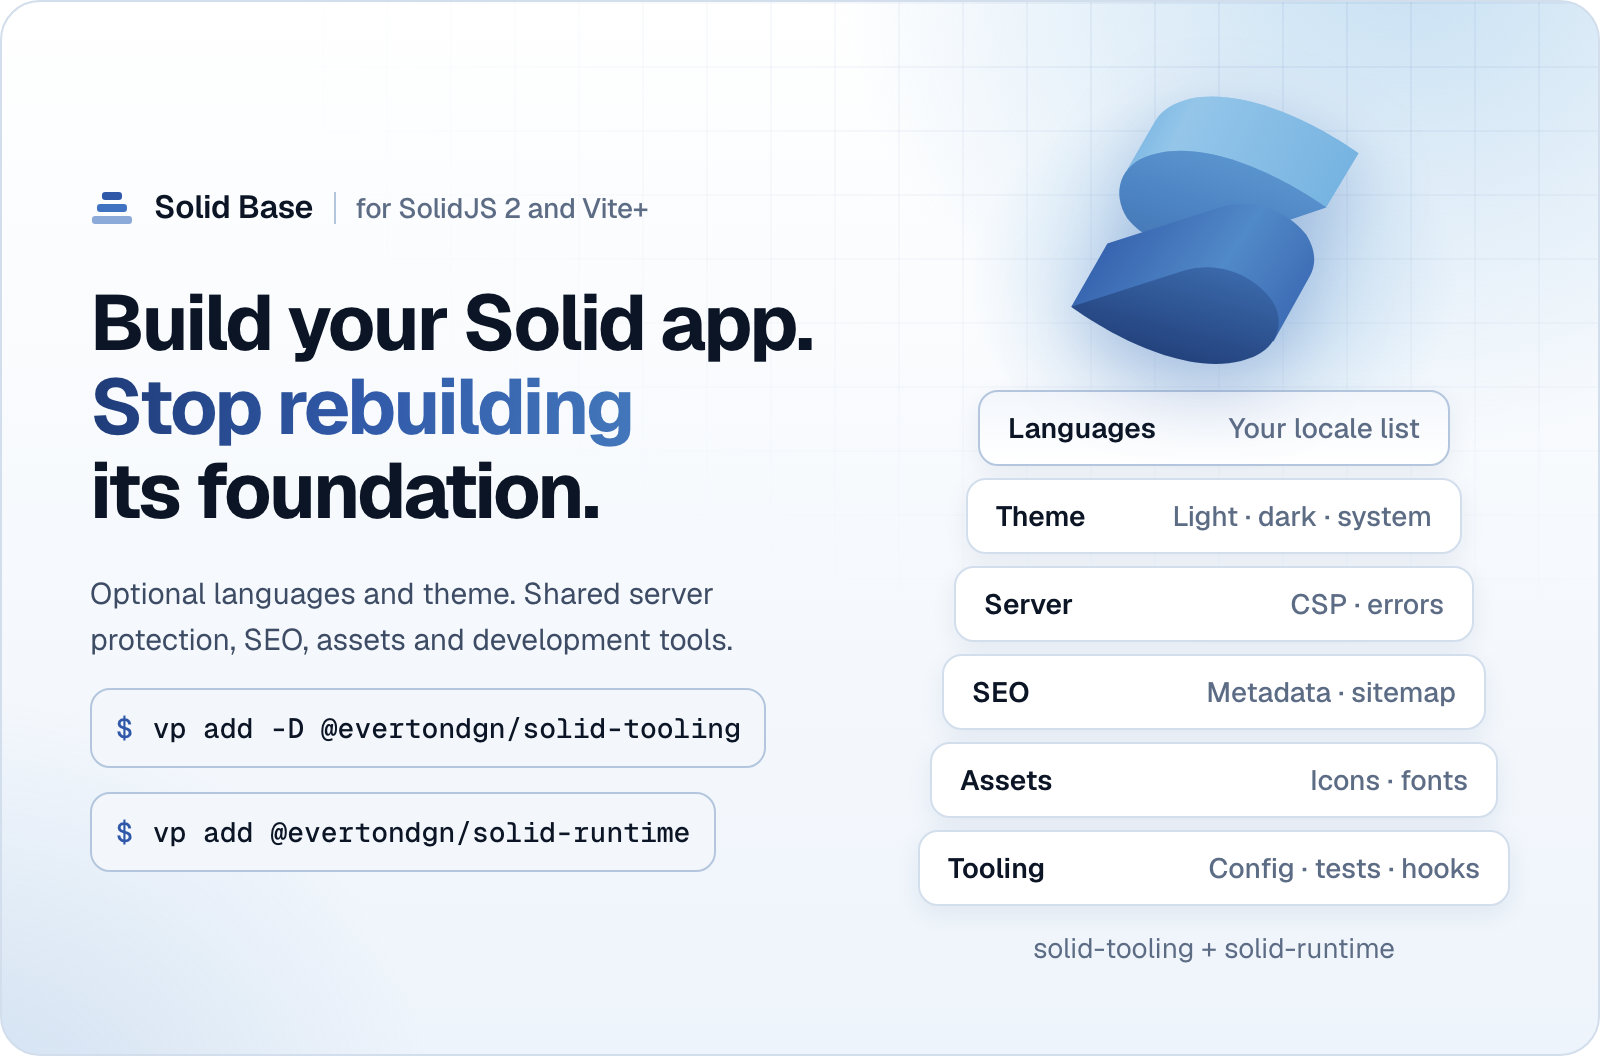 Solid Base
for SolidJS 2 and Vite+
Build your Solid app.
Stop rebuilding
its foundation.
Optional languages and theme. Shared server
protection, SEO, assets and development tools.
$ vp add -D @evertondgn/solid-tooling
$ vp add @evertondgn/solid-runtime
Languages Your locale list
Theme Light · dark · system
Server CSP · errors
SEO Metadata · sitemap
Assets Icons · fonts
Tooling Config · tests · hooks
solid-tooling + solid-runtime